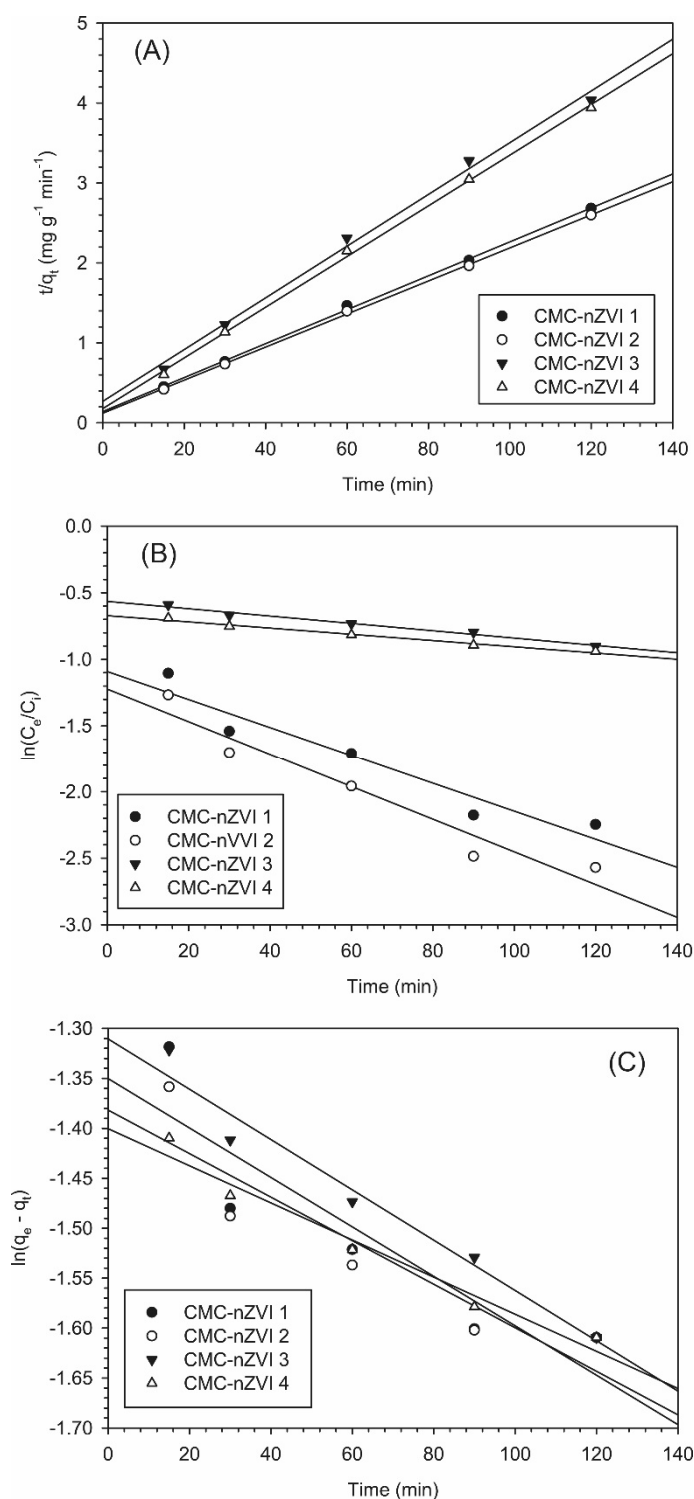 (A)
5
4
3
2
1
0
t/qt (mg g⁻¹ min⁻¹)
CMC-nZVI 1
CMC-nZVI 2
CMC-nZVI 3
CMC-nZVI 4
0 20 40 60 80 100 120 140
Time (min)
(B)
0.0
-0.5
-1.0
-1.5
-2.0
-2.5
-3.0
ln(Ce/Ci)
CMC-nZVI 1
CMC-nVVI 2
CMC-nZVI 3
CMC-nZVI 4
0 20 40 60 80 100 120 140
Time (min)
(C)
-1.30
-1.35
-1.40
-1.45
-1.50
-1.55
-1.60
-1.65
-1.70
ln(qe - qt)
CMC-nZVI 1
CMC-nZVI 2
CMC-nZVI 3
CMC-nZVI 4
0 20 40 60 80 100 120 140
Time (min)